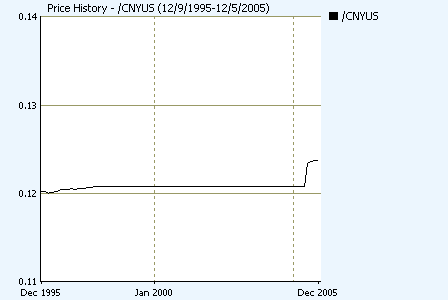 Price History - /CNYUS (12/9/1995-12/5/2005)
/CNYUS
0.14
0.13
0.12
0.11
Dec 1995 Jan 2000 Dec 2005